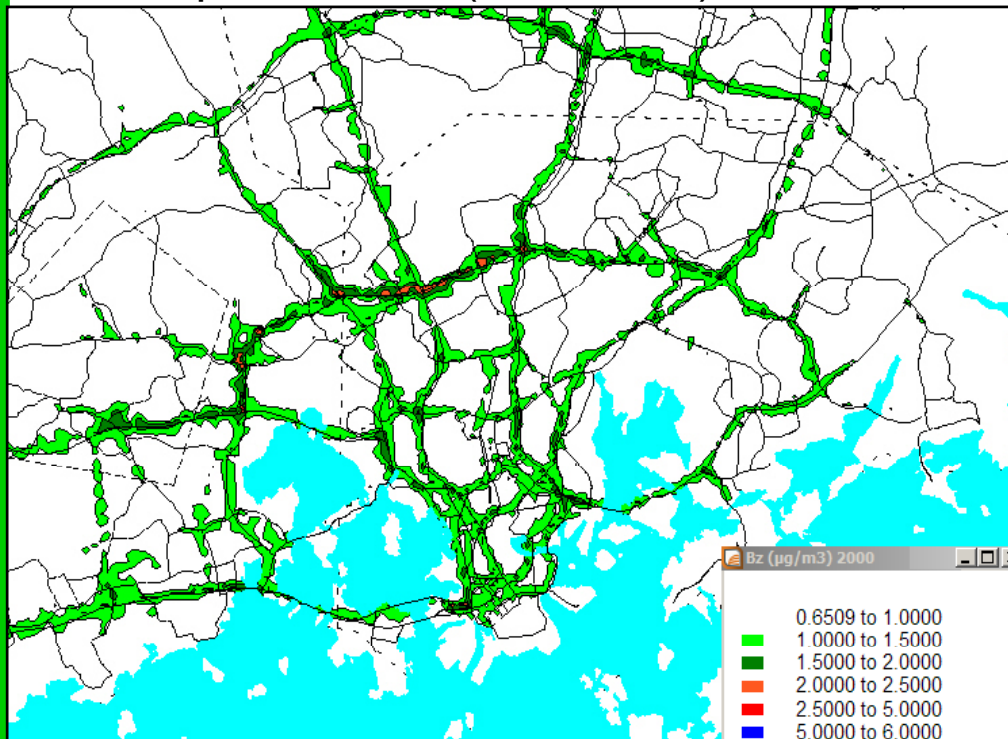 Bz (µg/m3) 2000
0.6509 to 1.0000
1.0000 to 1.5000
1.5000 to 2.0000
2.0000 to 2.5000
2.5000 to 5.0000
5.0000 to 6.0000